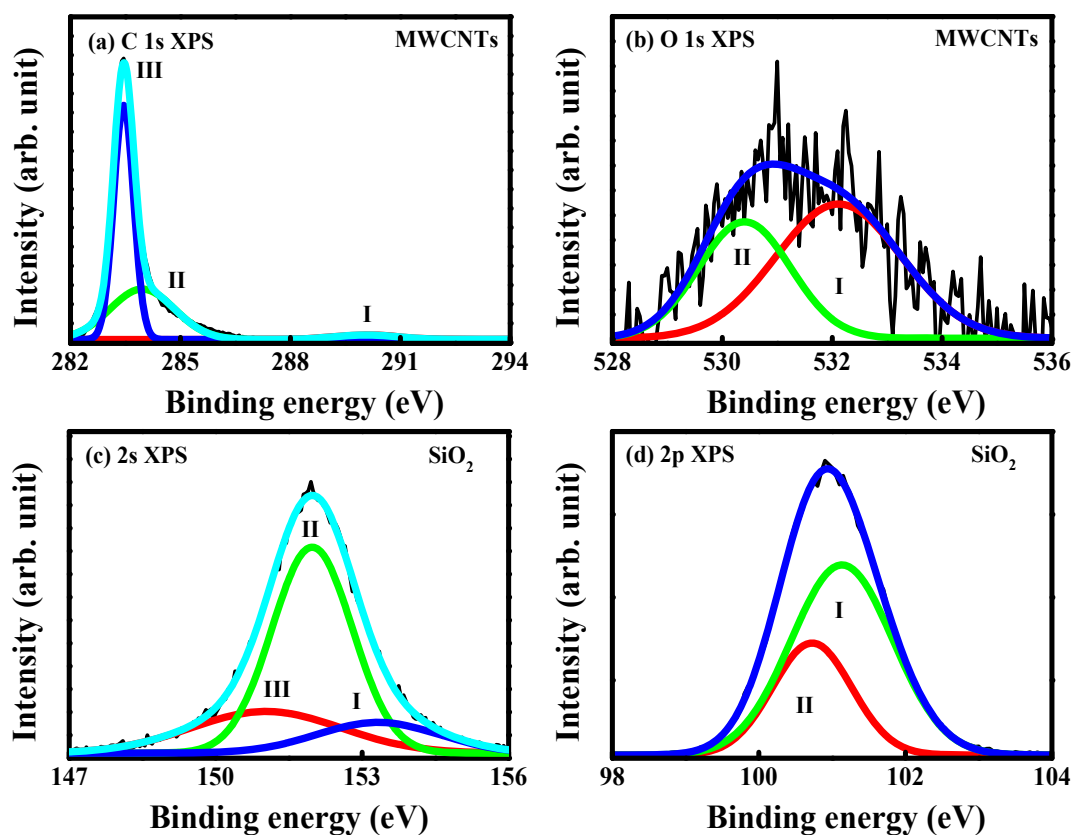 (a) C 1s XPS MWCNTs
III
II
I
282 285 288 291 294
Binding energy (eV)
Intensity (arb. unit)
(b) O 1s XPS MWCNTs
II
I
528 530 532 534 536
Binding energy (eV)
Intensity (arb. unit)
(c) 2s XPS SiO₂
II
III
I
147 150 153 156
Binding energy (eV)
Intensity (arb. unit)
(d) 2p XPS SiO₂
I
II
98 100 102 104
Binding energy (eV)
Intensity (arb. unit)